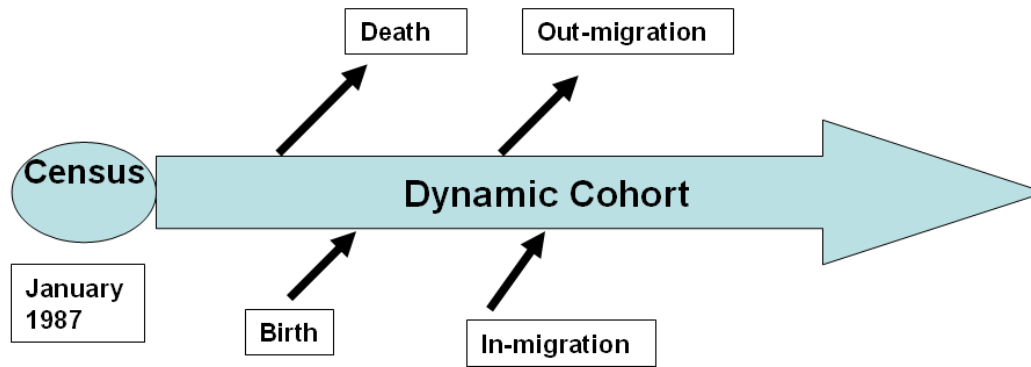 Death
Out-migration
Census
Dynamic Cohort
January
1987
Birth
In-migration